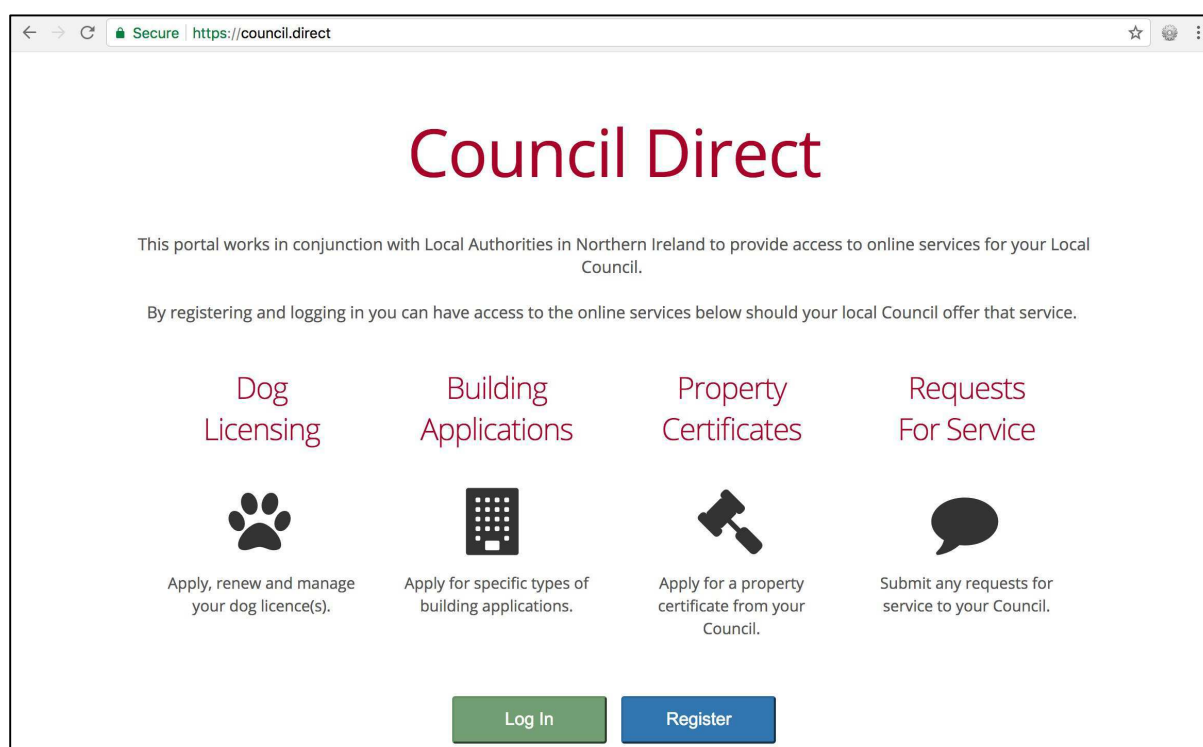 Secure https://council.direct
Council Direct
This portal works in conjunction with Local Authorities in Northern Ireland to provide access to online services for your Local
Council.
By registering and logging in you can have access to the online services below should your local Council offer that service.
Dog
Licensing
Apply, renew and manage
your dog licence(s).
Building
Applications
Apply for specific types of
building applications.
Property
Certificates
Apply for a property
certificate from your
Council.
Requests
For Service
Submit any requests for
service to your Council.
Log In
Register